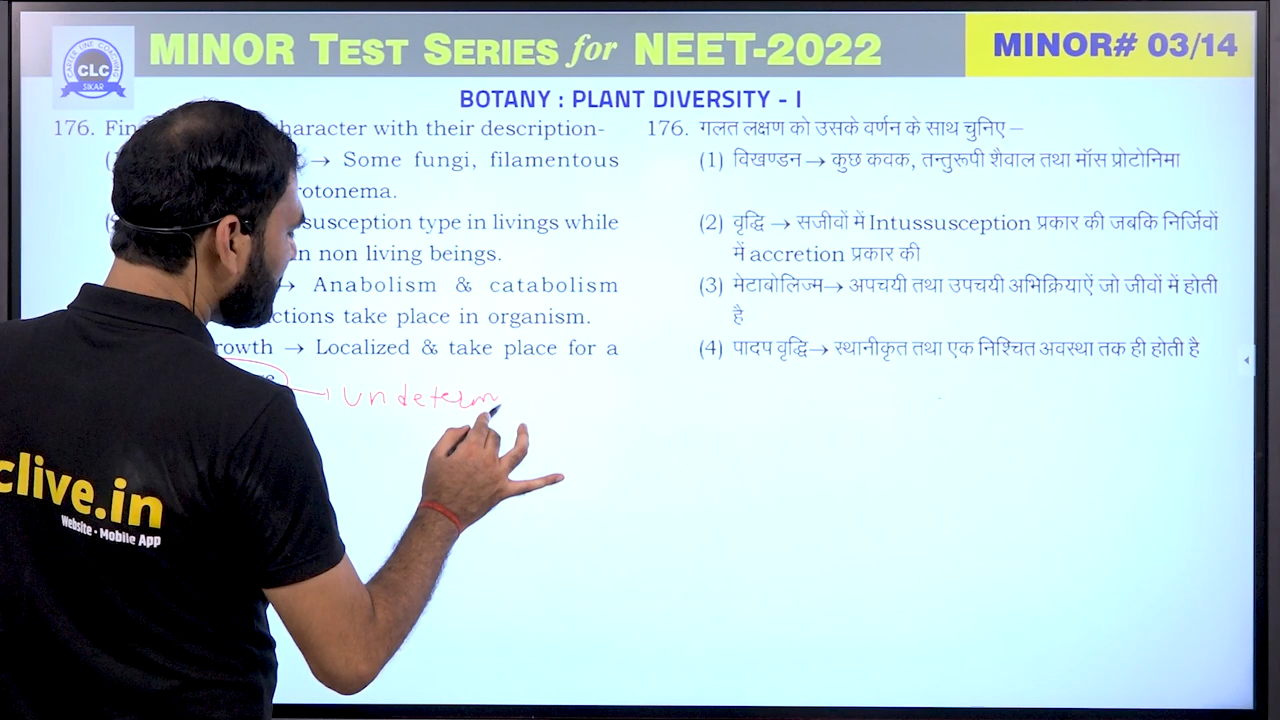 MINOR TEST SERIES for NEET-2022
MINOR# 03/14
CAREER LINE COACHING
CLC
SIKAR
BOTANY : PLANT DIVERSITY - I
176. Fin character with their description-
→ Some fungi, filamentous
rotonema.
susception type in livings while
n non living beings.
→ Anabolism & catabolism
ctions take place in organism.
rowth → Localized & take place for a
→ undeterm
176. गलत लक्षण को उसके वर्णन के साथ चुनिए –
(1) विखण्डन → कुछ कवक, तन्तुरूपी शैवाल तथा मॉस प्रोटोनिमा
(2) वृद्धि → सजीवों में Intussusception प्रकार की जबकि निर्जिवों
में accretion प्रकार की
(3) मेटाबोलिज्म→ अपचयी तथा उपचयी अभिक्रियाऐं जो जीवों में होती
है
(4) पादप वृद्धि→ स्थानीकृत तथा एक निश्चित अवस्था तक ही होती है
clive.in
Website • Mobile App